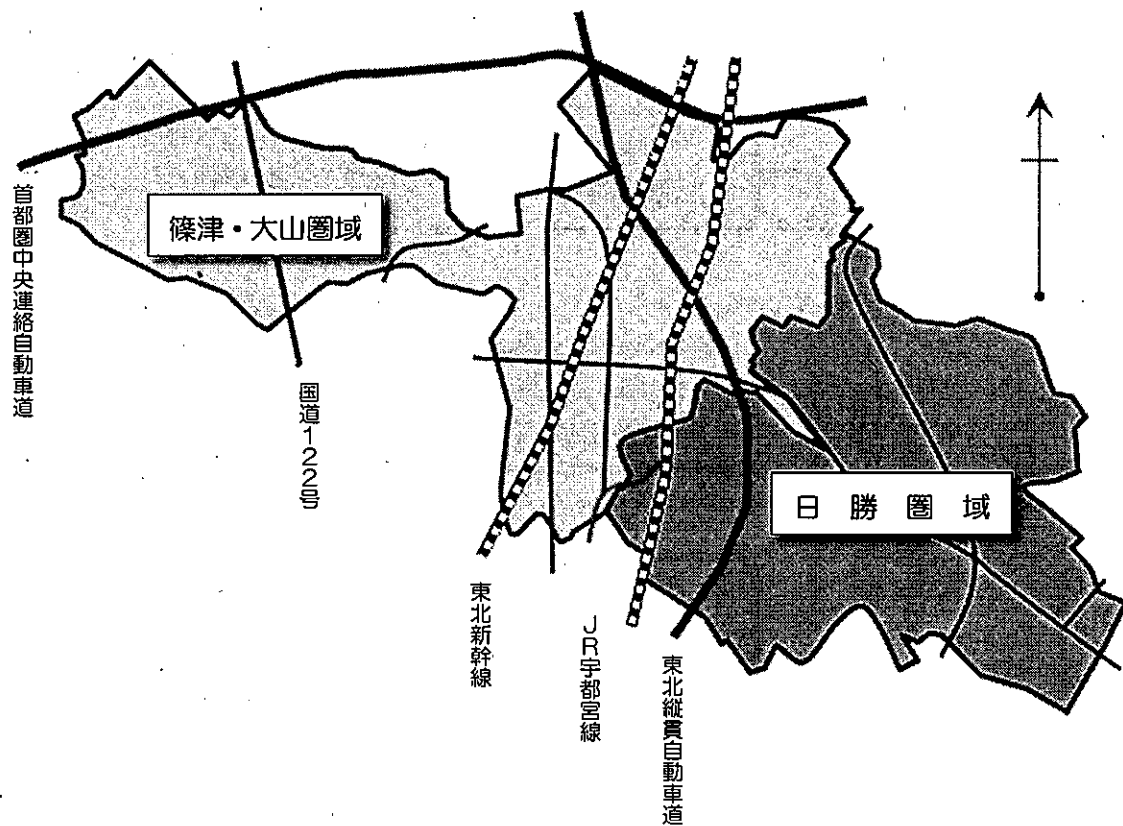 首都圏中央連絡自動車道
篠津・大山圏域
国道122号
日勝圏域
東北新幹線
JR宇都宮線
東北縦貫自動車道